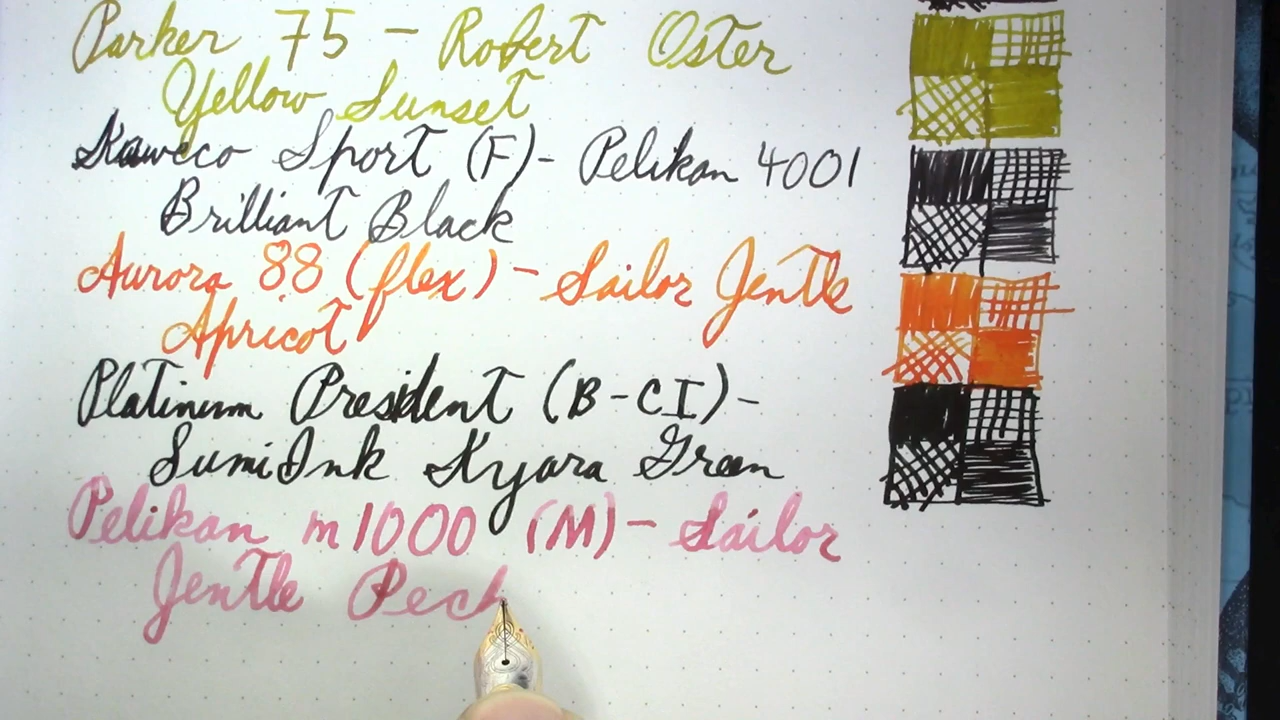 Parker 75 - Robert Oster
Yellow Sunset
Kaweco Sport (F) - Pelikan 4001
Brilliant Black
Aurora 88 (flex) - Sailor Jentle
Apricot
Platinum President (B-CI) -
Sumi Ink Kyara Green
Pelikan m1000 (M) - Sailor
Jentle Pech